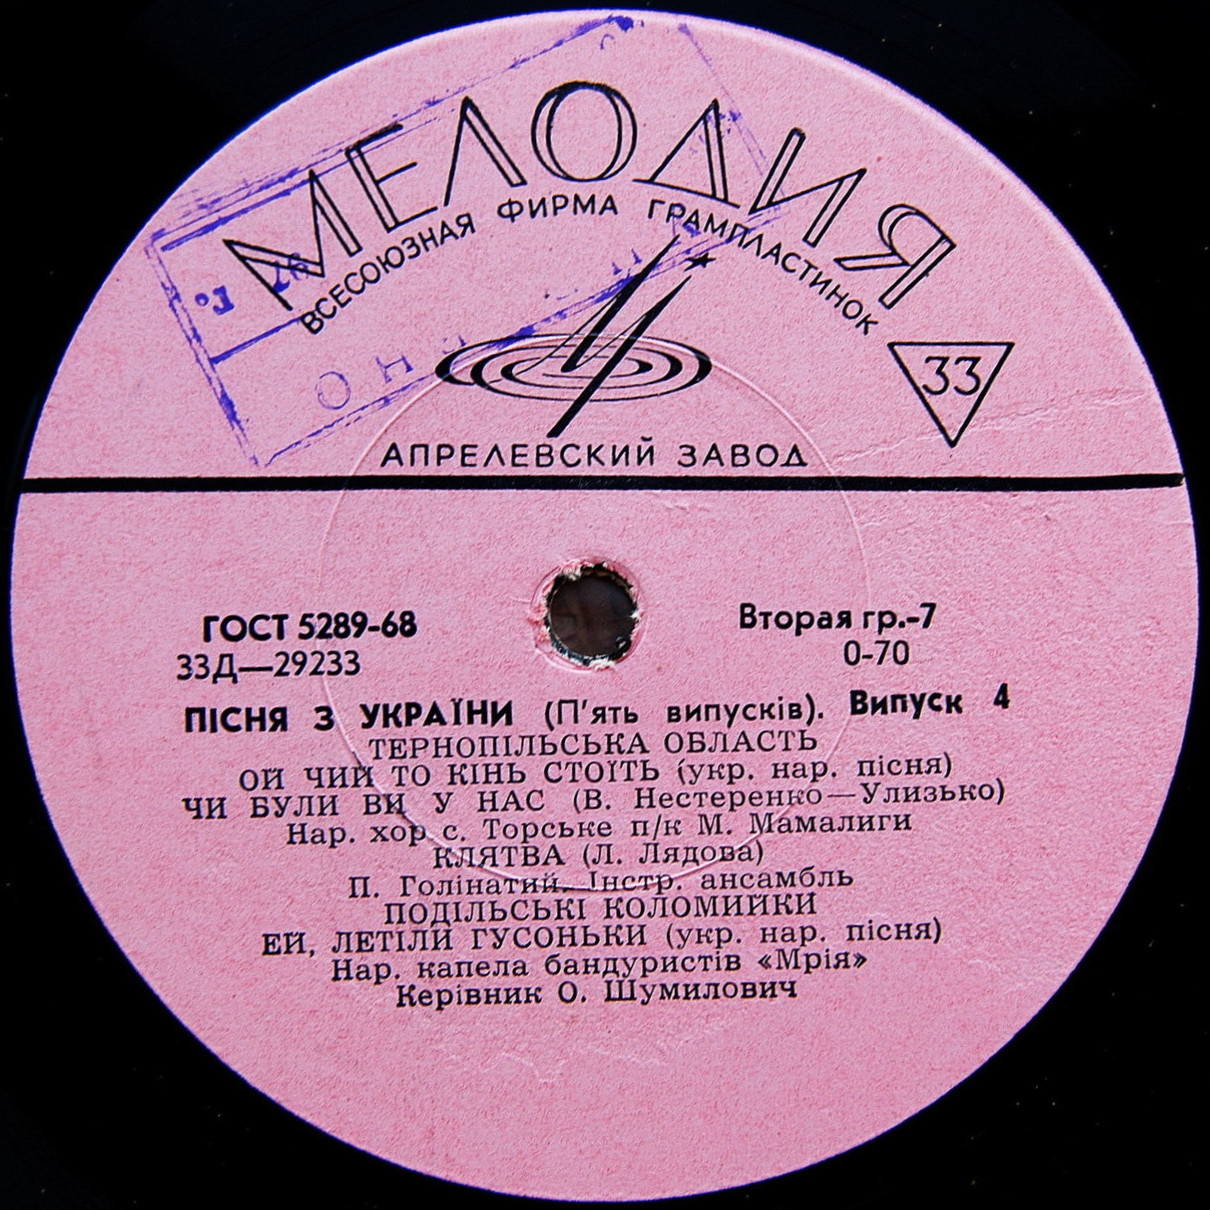 МЕЛОДИЯ
ВСЕСОЮЗНАЯ ФИРМА ГРАМПЛАСТИНОК
33
АПРЕЛЕВСКИЙ ЗАВОД
ГОСТ 5289-68
Вторая гр.-7
33Д—29233
0-70
ПІСНЯ З УКРАЇНИ (П'ять випусків). Випуск 4
ТЕРНОПІЛЬСЬКА ОБЛАСТЬ
ОЙ ЧИЙ ТО КІНЬ СТОЇТЬ (укр. нар. пісня)
ЧИ БУЛИ ВИ У НАС (В. Нестеренко—Улизько)
Нар. хор с. Торське п/к М. Мамалиги
КЛЯТВА (Л. Лядова)
П. Голінатий. Інстр. ансамбль
ПОДІЛЬСЬКІ КОЛОМИЙКИ
ЕЙ, ЛЕТІЛИ ГУСОНЬКИ (укр. нар. пісня)
Нар. капела бандуристів «Мрія»
Керівник О. Шумилович